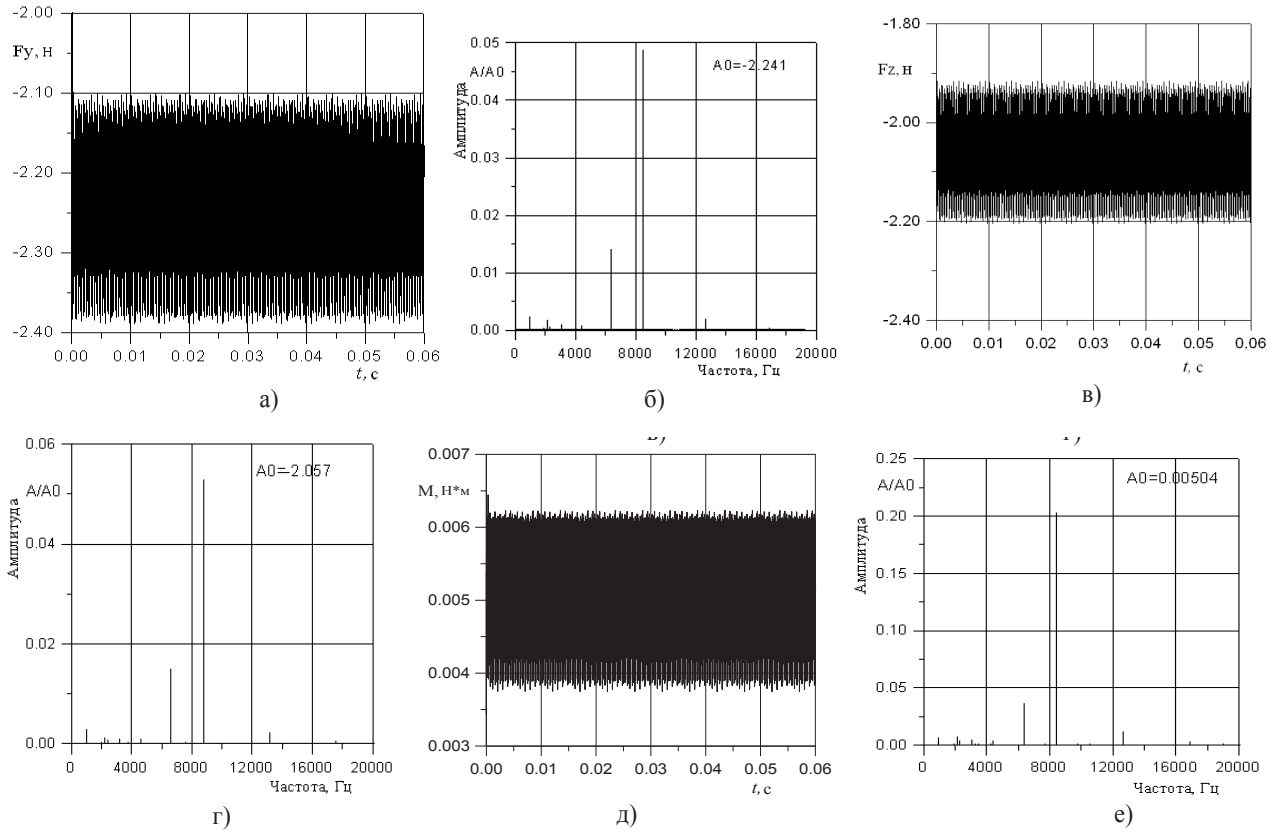 -2.00
Fy, н
-2.10
-2.20
-2.30
-2.40
0.00 0.01 0.02 0.03 0.04 0.05 0.06
t, с
а)
0.05
A/A0
A0=-2.241
0.04
Амплитуда
0.03
0.02
0.01
0.00
0 4000 8000 12000 16000 20000
Частота, Гц
б)
-1.80
Fz, н
-2.00
-2.20
-2.40
0.00 0.01 0.02 0.03 0.04 0.05 0.06
t, с
в)
0.06
A0=-2.057
A/A0
Амплитуда
0.04
0.02
0.00
0 4000 8000 12000 16000 20000
Частота, Гц
г)
0.007
М, Н*м
0.006
0.005
0.004
0.003
0.00 0.01 0.02 0.03 0.04 0.05 0.06
t, с
д)
0.25
A0=0.00504
A/A0
0.20
Амплитуда
0.15
0.10
0.05
0.00
0 4000 8000 12000 16000 20000
Частота, Гц
е)